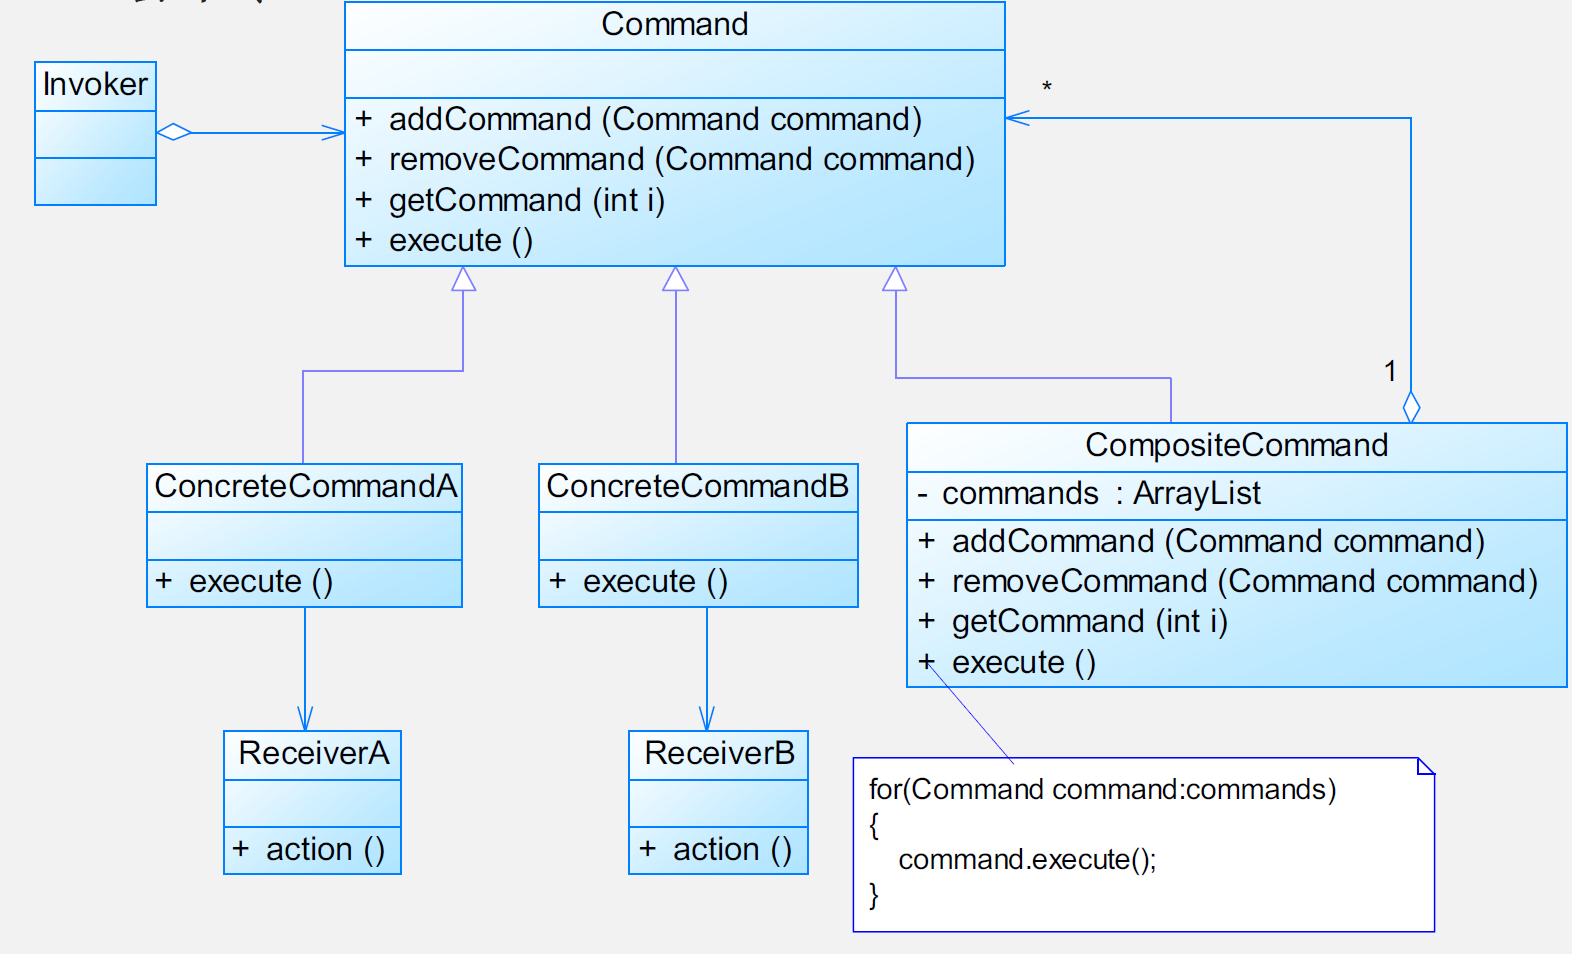 Command
Invoker
+ addCommand (Command command)
+ removeCommand (Command command)
+ getCommand (int i)
+ execute ()
*
1
CompositeCommand
- commands : ArrayList
+ addCommand (Command command)
+ removeCommand (Command command)
+ getCommand (int i)
+ execute ()
ConcreteCommandA
+ execute ()
ConcreteCommandB
+ execute ()
ReceiverA
+ action ()
ReceiverB
+ action ()
for(Command command:commands)
{
command.execute();
}